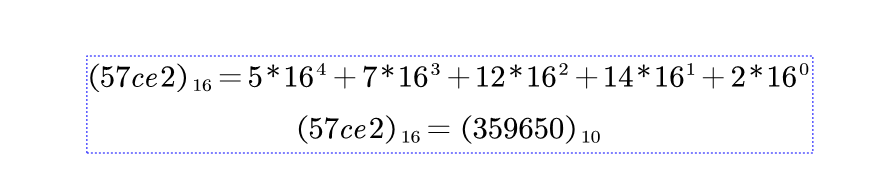 (57ce2)₁₆ = 5*16⁴ + 7*16³ + 12*16² + 14*16¹ + 2*16⁰
(57ce2)₁₆ = (359650)₁₀